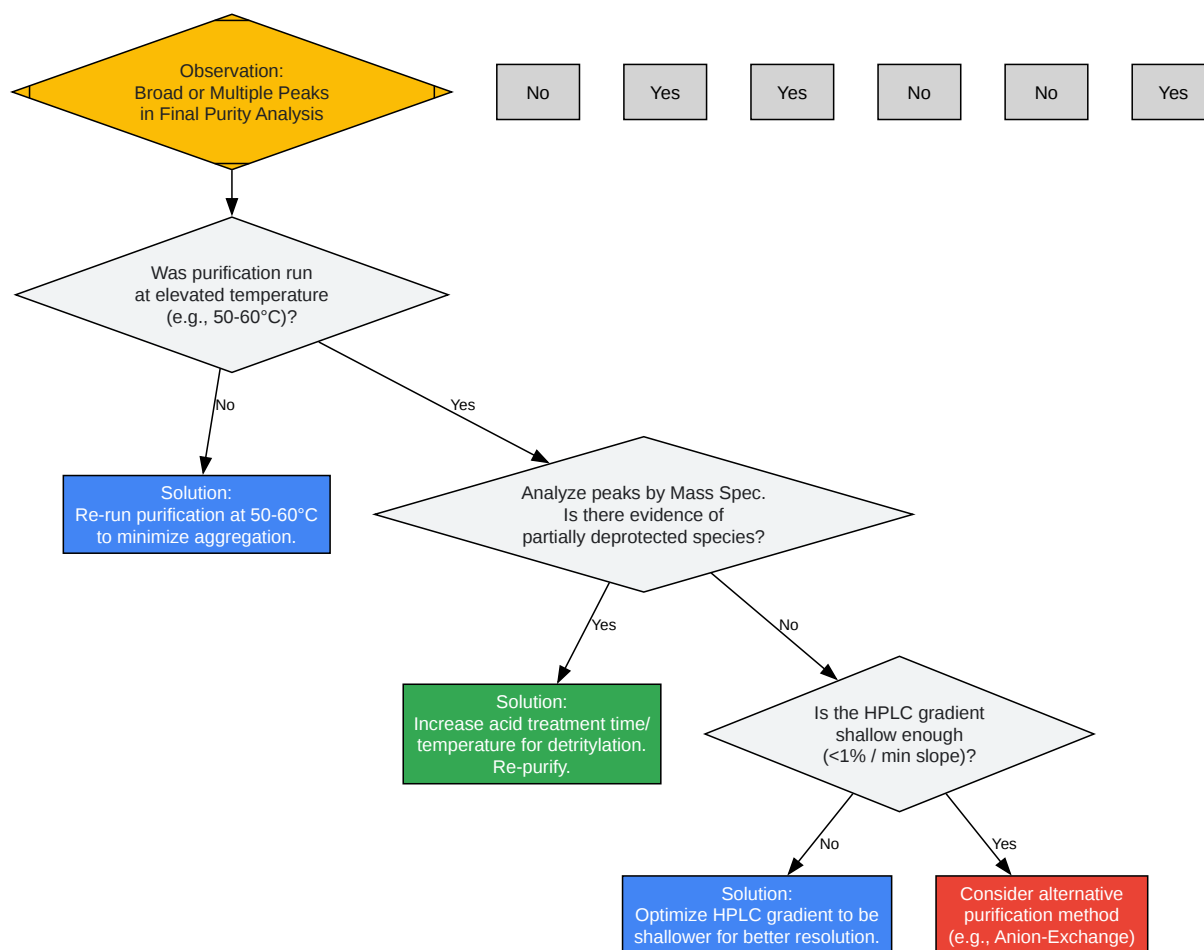 Observation:
Broad or Multiple Peaks
in Final Purity Analysis
No
Yes
Yes
No
No
Yes
Was purification run
at elevated temperature
(e.g., 50-60°C)?
No
Yes
Solution:
Re-run purification at 50-60°C
to minimize aggregation.
Analyze peaks by Mass Spec.
Is there evidence of
partially deprotected species?
Yes
No
Solution:
Increase acid treatment time/
temperature for detritylation.
Re-purify.
Is the HPLC gradient
shallow enough
(<1% / min slope)?
No
Yes
Solution:
Optimize HPLC gradient to be
shallower for better resolution.
Consider alternative
purification method
(e.g., Anion-Exchange)